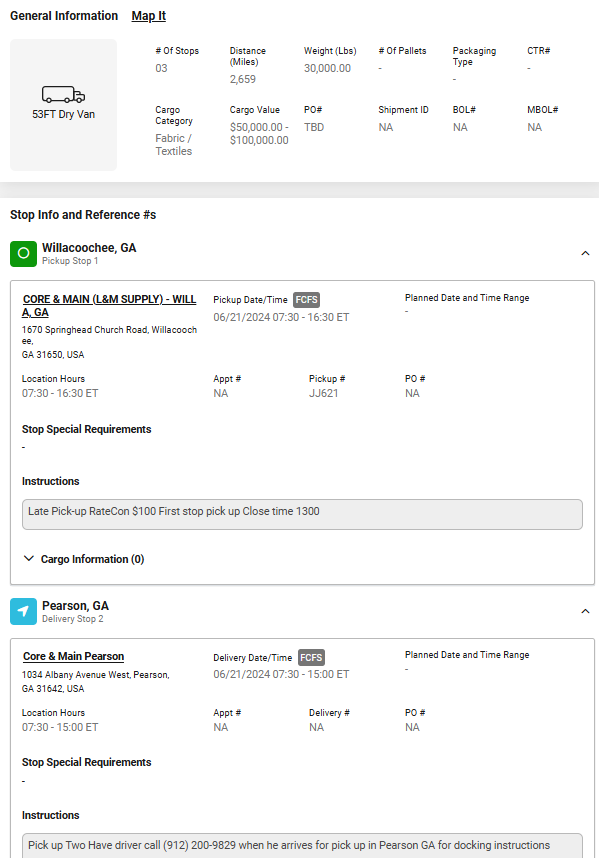 General Information Map It
# Of Stops
03
Distance
(Miles)
2,659
Weight (Lbs)
30,000.00
# Of Pallets
-
Packaging
Type
-
CTR#
-
53FT Dry Van
Cargo
Category
Fabric /
Textiles
Cargo Value
$50,000.00 -
$100,000.00
PO#
TBD
Shipment ID
NA
BOL#
NA
MBOL#
NA
Stop Info and Reference #s
Willacoochee, GA
Pickup Stop 1
CORE & MAIN (L&M SUPPLY) - WILL
A, GA
1670 Springhead Church Road, Willacooch
ee,
GA 31650, USA
Pickup Date/Time FCFS
06/21/2024 07:30 - 16:30 ET
Planned Date and Time Range
-
Location Hours
07:30 - 16:30 ET
Appt #
NA
Pickup #
JJ621
PO #
NA
Stop Special Requirements
-
Instructions
Late Pick-up RateCon $100 First stop pick up Close time 1300
Cargo Information (0)
Pearson, GA
Delivery Stop 2
Core & Main Pearson
1034 Albany Avenue West, Pearson,
GA 31642, USA
Delivery Date/Time FCFS
06/21/2024 07:30 - 15:00 ET
Planned Date and Time Range
-
Location Hours
07:30 - 15:00 ET
Appt #
NA
Delivery #
NA
PO #
NA
Stop Special Requirements
-
Instructions
Pick up Two Have driver call (912) 200-9829 when he arrives for pick up in Pearson GA for docking instructions